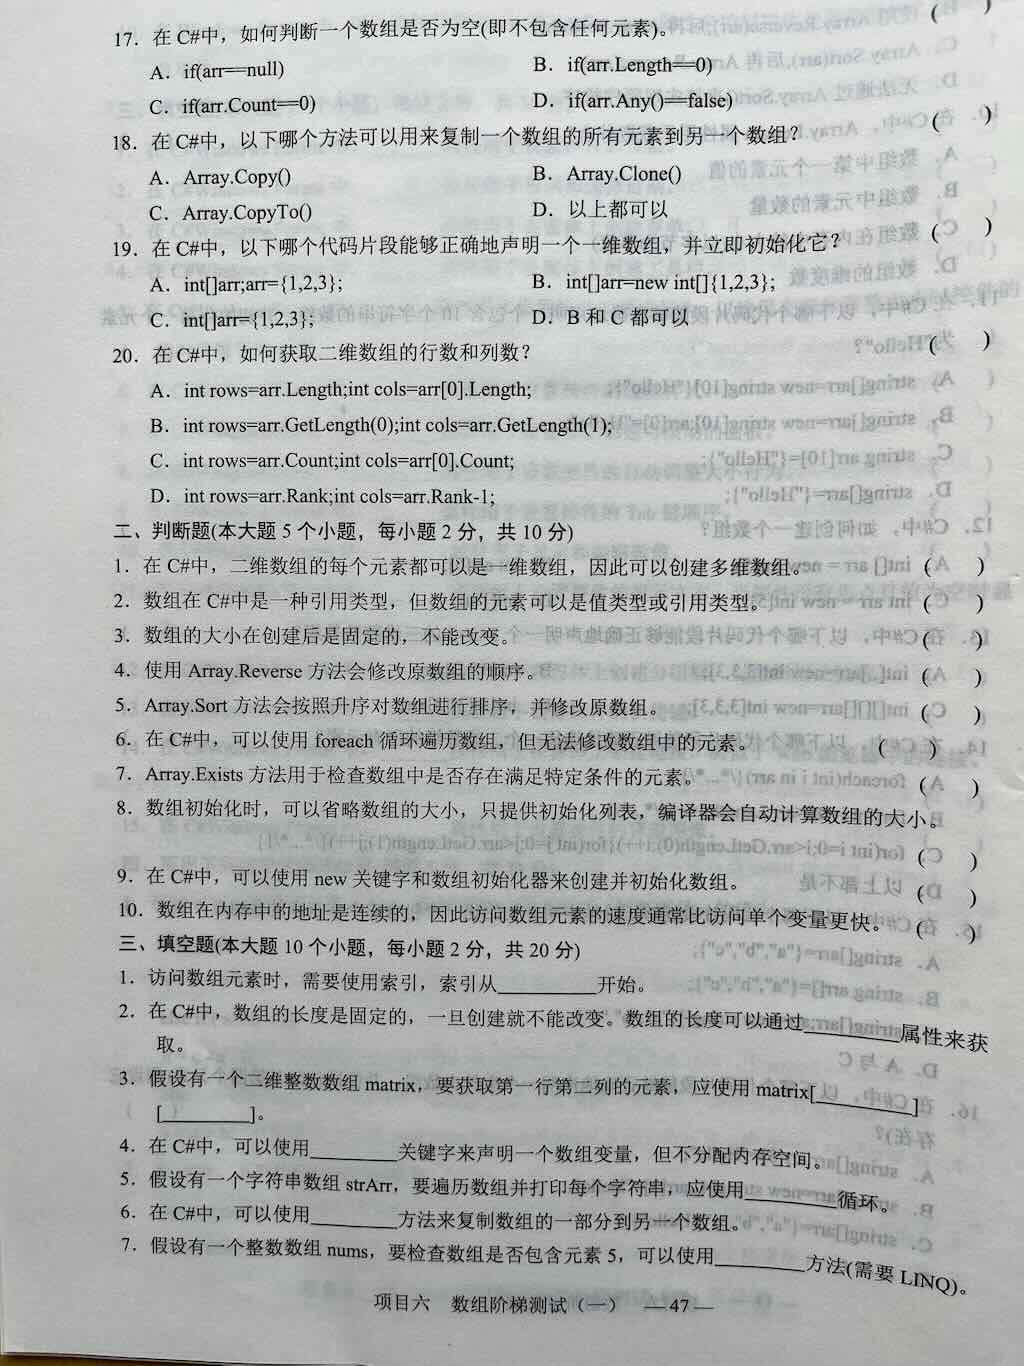 17．在 C#中，如何判断一个数组是否为空(即不包含任何元素)。 ( )
A．if(arr==null) B．if(arr.Length==0)
C．if(arr.Count==0) D．if(arr.Any()==false)
18．在 C#中，以下哪个方法可以用来复制一个数组的所有元素到另一个数组？ ( )
A．Array.Copy() B．Array.Clone()
C．Array.CopyTo() D．以上都可以
19．在 C#中，以下哪个代码片段能够正确地声明一个一维数组，并立即初始化它？ ( )
A．int[]arr;arr={1,2,3}; B．int[]arr=new int[]{1,2,3};
C．int[]arr={1,2,3}; D．B 和 C 都可以
20．在 C#中，如何获取二维数组的行数和列数？ ( )
A．int rows=arr.Length;int cols=arr[0].Length;
B．int rows=arr.GetLength(0);int cols=arr.GetLength(1);
C．int rows=arr.Count;int cols=arr[0].Count;
D．int rows=arr.Rank;int cols=arr.Rank-1;
二、判断题(本大题 5 个小题，每小题 2 分，共 10 分)
1．在 C#中，二维数组的每个元素都可以是一维数组，因此可以创建多维数组。 ( )
2．数组在 C#中是一种引用类型，但数组的元素可以是值类型或引用类型。 ( )
3．数组的大小在创建后是固定的，不能改变。 ( )
4．使用 Array.Reverse 方法会修改原数组的顺序。 ( )
5．Array.Sort 方法会按照升序对数组进行排序，并修改原数组。 ( )
6．在 C#中，可以使用 foreach 循环遍历数组，但无法修改数组中的元素。 ( )
7．Array.Exists 方法用于检查数组中是否存在满足特定条件的元素。 ( )
8．数组初始化时，可以省略数组的大小，只提供初始化列表，编译器会自动计算数组的大小。
( )
9．在 C#中，可以使用 new 关键字和数组初始化器来创建并初始化数组。 ( )
10．数组在内存中的地址是连续的，因此访问数组元素的速度通常比访问单个变量更快。 ( )
三、填空题(本大题 10 个小题，每小题 2 分，共 20 分)
1．访问数组元素时，需要使用索引，索引从_________开始。
2．在 C#中，数组的长度是固定的，一旦创建就不能改变。数组的长度可以通过_________属性来获
取。
3．假设有一个二维整数数组 matrix，要获取第一行第二列的元素，应使用 matrix[_________]
[_________]。
4．在 C#中，可以使用_________关键字来声明一个数组变量，但不分配内存空间。
5．假设有一个字符串数组 strArr，要遍历数组并打印每个字符串，应使用_________循环。
6．在 C#中，可以使用_________方法来复制数组的一部分到另一个数组。
7．假设有一个整数数组 nums，要检查数组是否包含元素 5，可以使用_________方法(需要 LINQ)。
项目六 数组阶梯测试（一） —47—